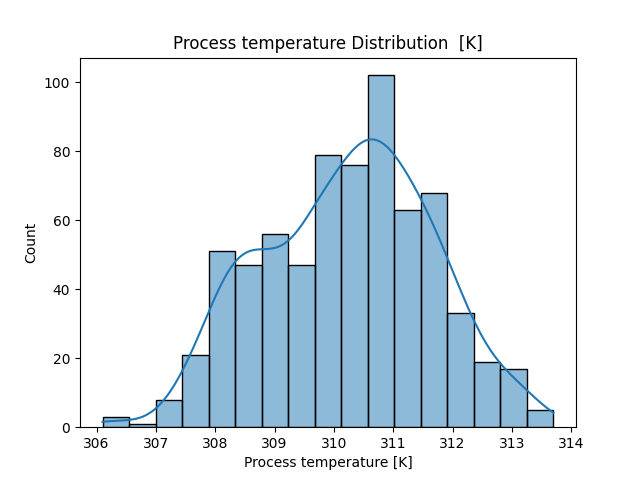 Process temperature Distribution  [K]
100
80
60
40
20
0
Count
306 307 308 309 310 311 312 313 314
Process temperature [K]